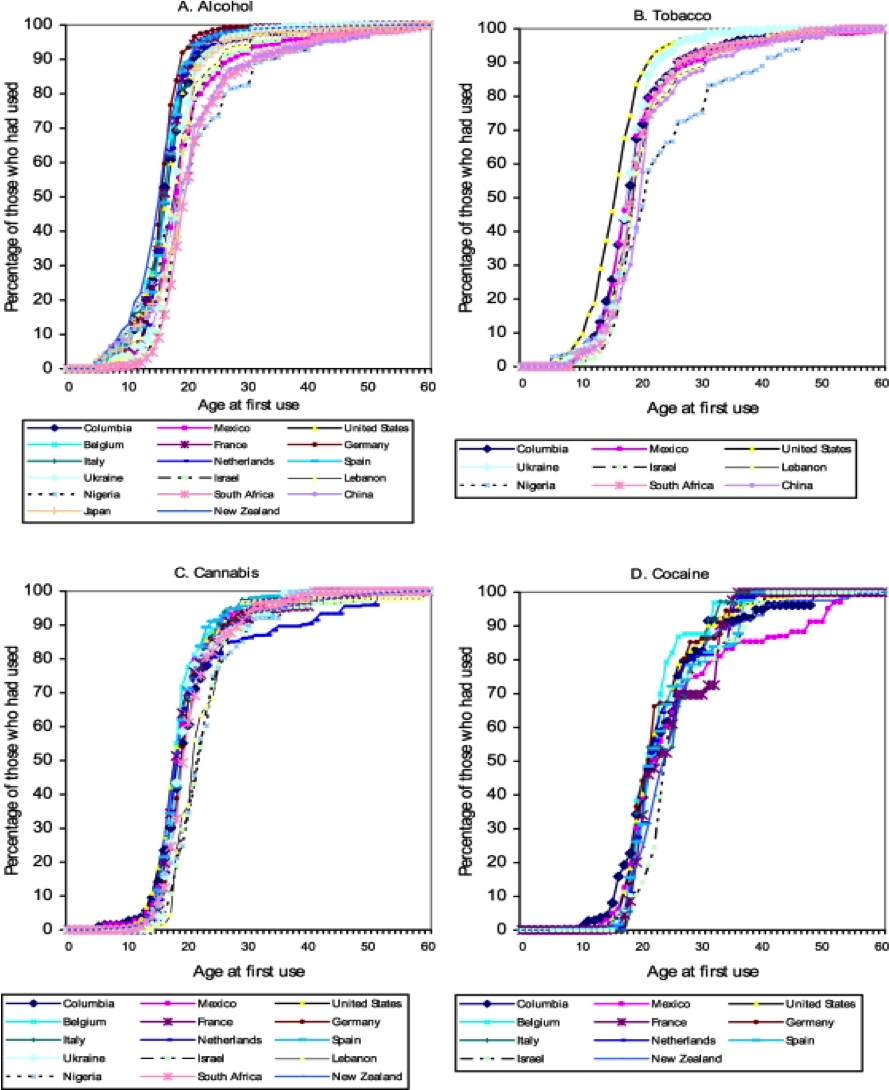 A. Alcohol
Percentage of those who had used
100
90
80
70
60
50
40
30
20
10
0
0 10 20 30 40 50 60
Age at first use
Columbia Mexico United States
Belgium France Germany
Italy Netherlands Spain
Ukraine Israel Lebanon
Nigeria South Africa China
Japan New Zealand
B. Tobacco
Percentage of those who had used
100
90
80
70
60
50
40
30
20
10
0
0 10 20 30 40 50 60
Age at first use
Columbia Mexico United States
Ukraine Israel Lebanon
Nigeria South Africa China
C. Cannabis
Percentage of those who had used
100
90
80
70
60
50
40
30
20
10
0
0 10 20 30 40 50 60
Age at first use
Columbia Mexico United States
Belgium France Germany
Italy Netherlands Spain
Ukraine Israel Lebanon
Nigeria South Africa New Zealand
D. Cocaine
Percentage of those who had used
100
90
80
70
60
50
40
30
20
10
0
0 10 20 30 40 50 60
Age at first use
Columbia Mexico United States
Belgium France Germany
Italy Netherlands Spain
Israel New Zealand